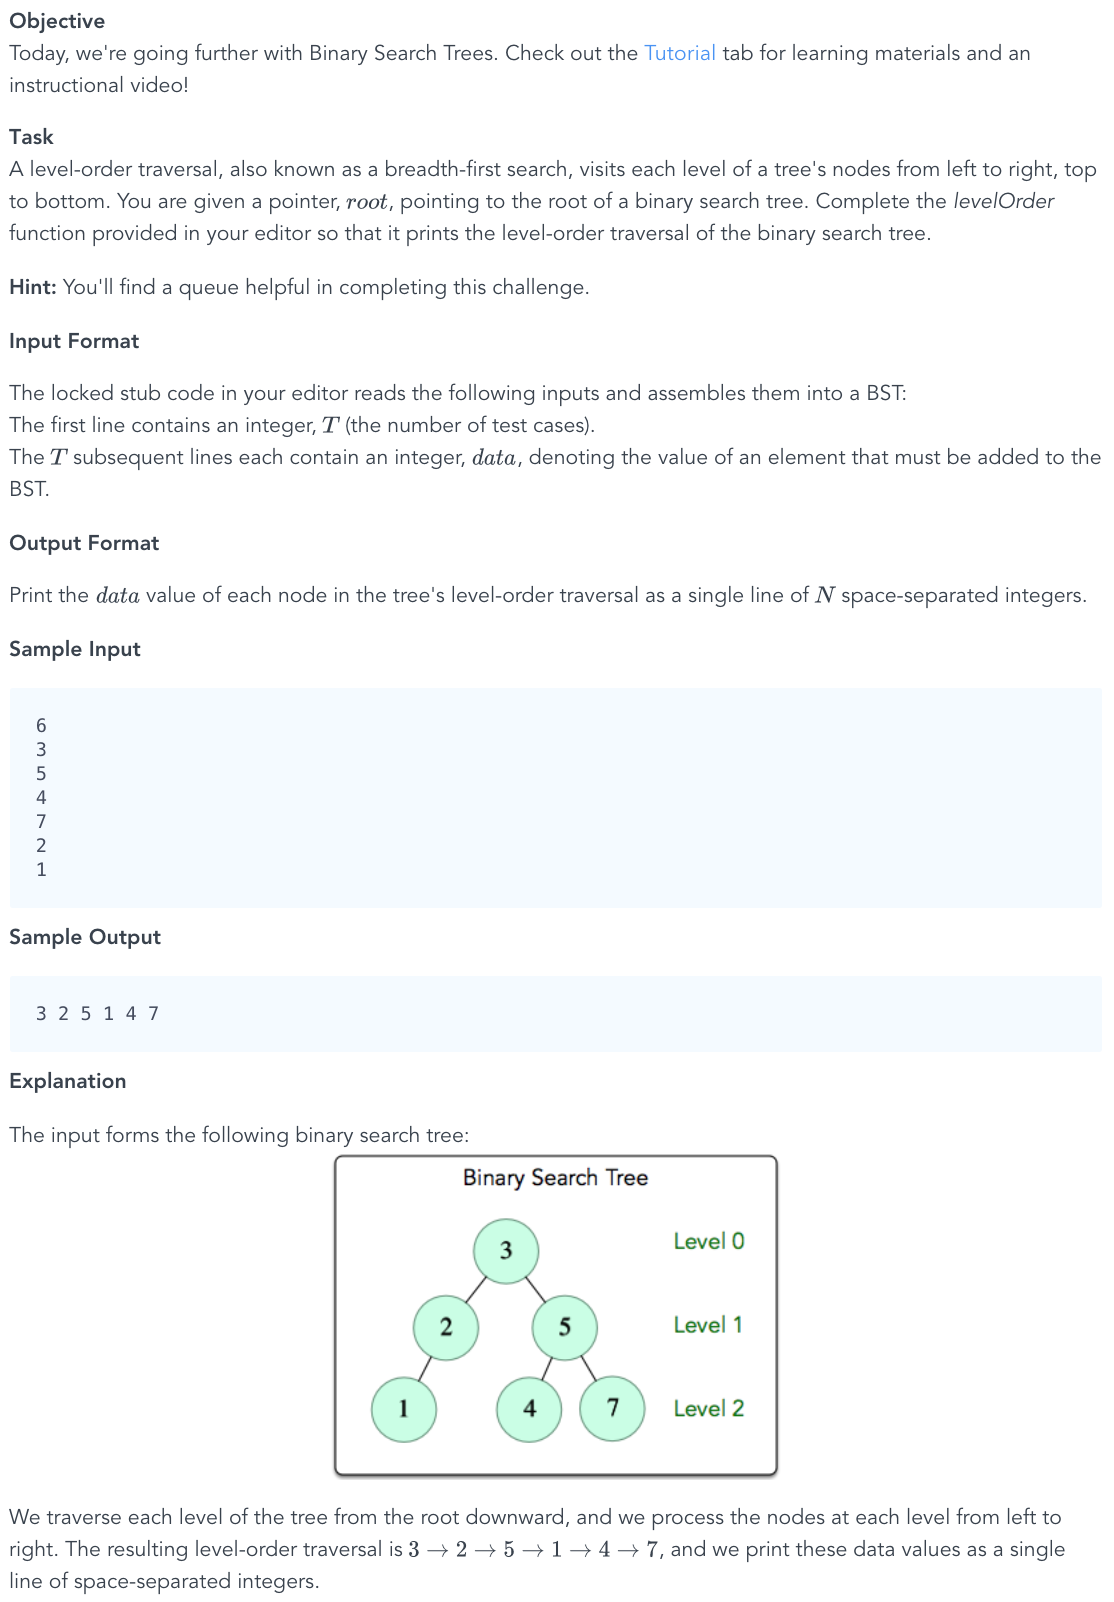 Objective
Today, we're going further with Binary Search Trees. Check out the Tutorial tab for learning materials and an
instructional video!
Task
A level-order traversal, also known as a breadth-first search, visits each level of a tree's nodes from left to right, top
to bottom. You are given a pointer, root, pointing to the root of a binary search tree. Complete the levelOrder
function provided in your editor so that it prints the level-order traversal of the binary search tree.
Hint: You'll find a queue helpful in completing this challenge.
Input Format
The locked stub code in your editor reads the following inputs and assembles them into a BST:
The first line contains an integer, T (the number of test cases).
The T subsequent lines each contain an integer, data, denoting the value of an element that must be added to the
BST.
Output Format
Print the data value of each node in the tree's level-order traversal as a single line of N space-separated integers.
Sample Input
6
3
5
4
7
2
1
Sample Output
3 2 5 1 4 7
Explanation
The input forms the following binary search tree:
Binary Search Tree
3 Level 0
2 5 Level 1
1 4 7 Level 2
We traverse each level of the tree from the root downward, and we process the nodes at each level from left to
right. The resulting level-order traversal is 3 → 2 → 5 → 1 → 4 → 7, and we print these data values as a single
line of space-separated integers.